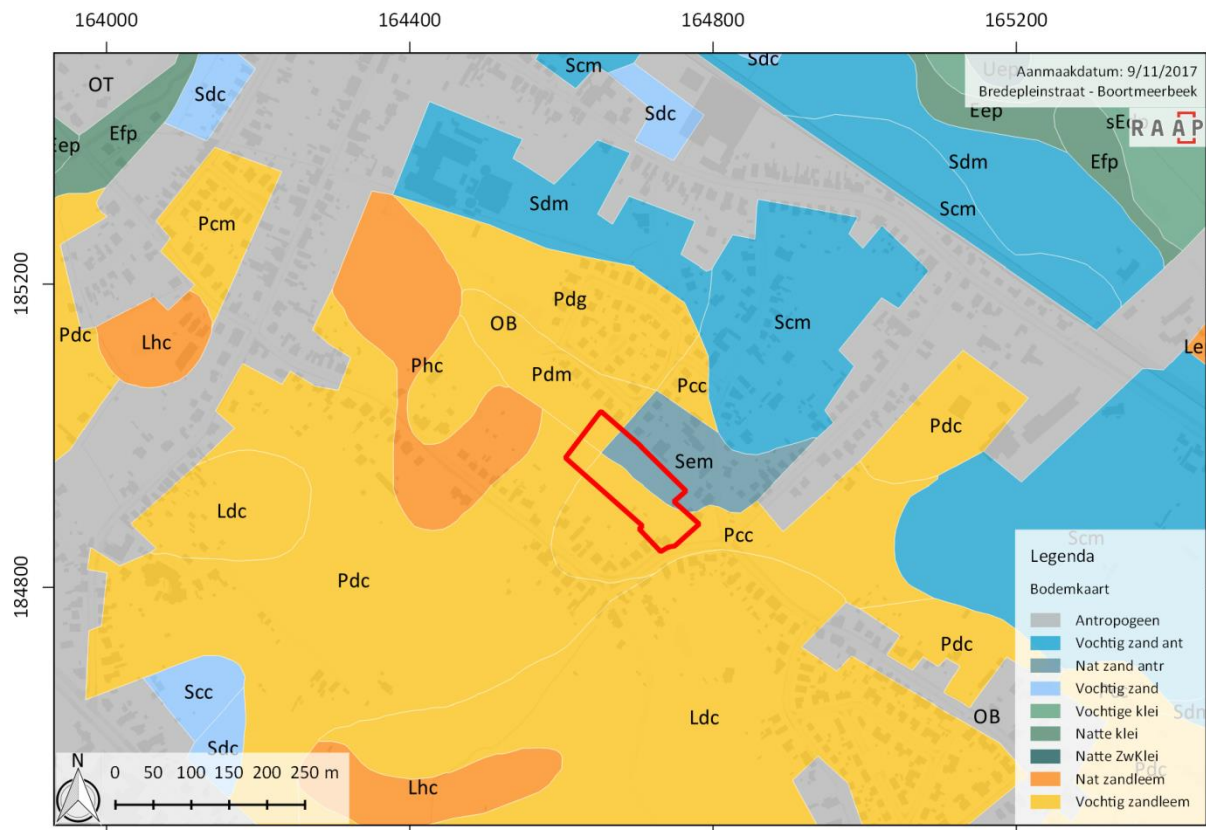 164000 164400 164800 165200
Aanmaakdatum: 9/11/2017
Bredepleinstraat - Boortmeerbeek
RAAP
OT
Sdc
Scm
Sdc
Sdc
Uep
Eep
Efp
Eep
Efp
Sdm
Scm
Sdm
Pcm
185200
Pdg
OB
Scm
Pdc
Lhc
Phc
Pdm
Pcc
Pdc
Sem
Ldc
Pcc
Scm
Pdc
184800
Pdc
Scc
Sdc
Ldc
OB
Pdc
Lhc
N
0 50 100 150 200 250 m
Legenda
Bodemkaart
Antropogeen
Vochtig zand ant
Nat zand antr
Vochtig zand
Vochtige klei
Natte klei
Natte ZwKlei
Nat zandleem
Vochtig zandleem